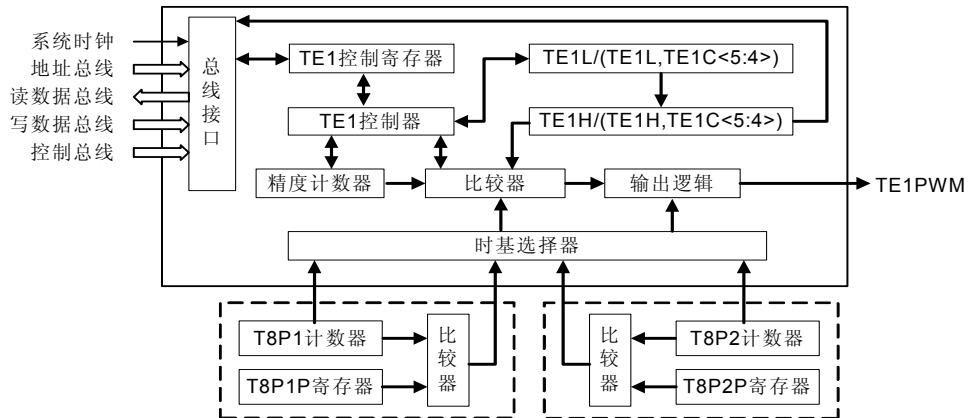 系统时钟
地址总线
读数据总线
写数据总线
控制总线
总线接口
TE1控制寄存器
TE1L/(TE1L,TE1C<5:4>)
TE1控制器
TE1H/(TE1H,TE1C<5:4>)
精度计数器
比较器
输出逻辑
TE1PWM
时基选择器
T8P1计数器
比较器
T8P1P寄存器
比较器
T8P2计数器
T8P2P寄存器